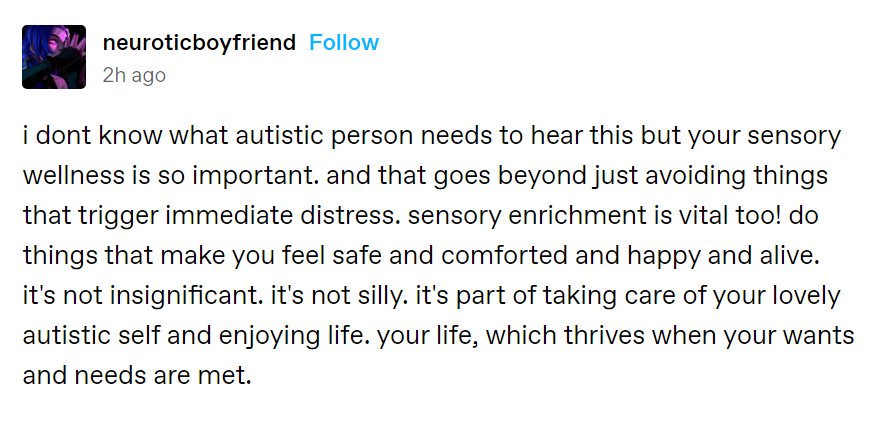 neuroticboyfriend Follow
2h ago
i dont know what autistic person needs to hear this but your sensory
wellness is so important. and that goes beyond just avoiding things
that trigger immediate distress. sensory enrichment is vital too! do
things that make you feel safe and comforted and happy and alive.
it's not insignificant. it's not silly. it's part of taking care of your lovely
autistic self and enjoying life. your life, which thrives when your wants
and needs are met.